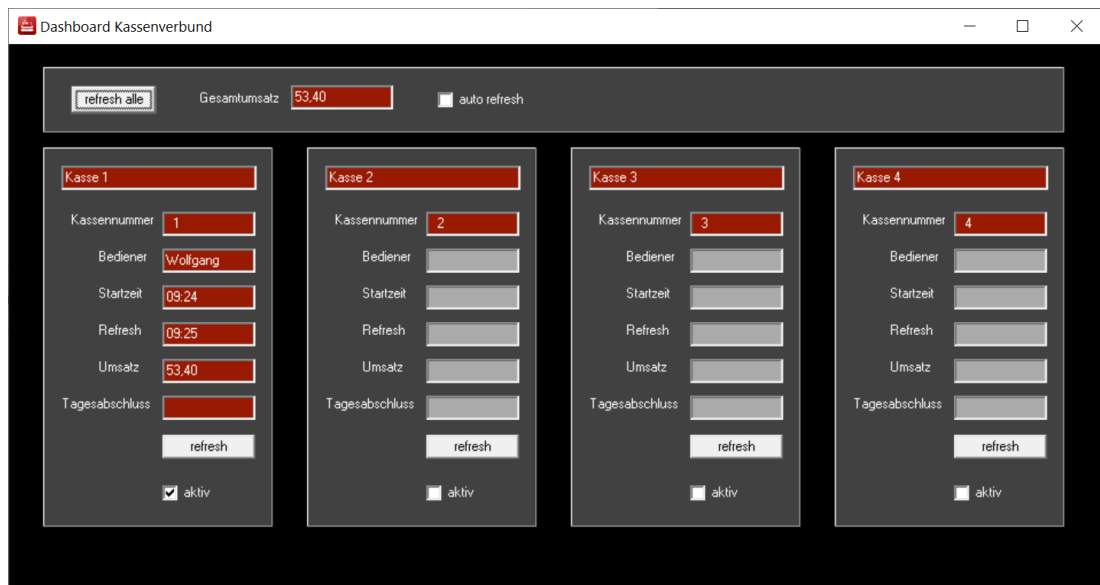 Dashboard Kassenverbund
refresh alle Gesamtumsatz 53,40 auto refresh
Kasse 1
Kassennummer 1
Bediener Wolfgang
Startzeit 09:24
Refresh 09:25
Umsatz 53,40
Tagesabschluss
refresh
aktiv
Kasse 2
Kassennummer 2
Bediener
Startzeit
Refresh
Umsatz
Tagesabschluss
refresh
aktiv
Kasse 3
Kassennummer 3
Bediener
Startzeit
Refresh
Umsatz
Tagesabschluss
refresh
aktiv
Kasse 4
Kassennummer 4
Bediener
Startzeit
Refresh
Umsatz
Tagesabschluss
refresh
aktiv